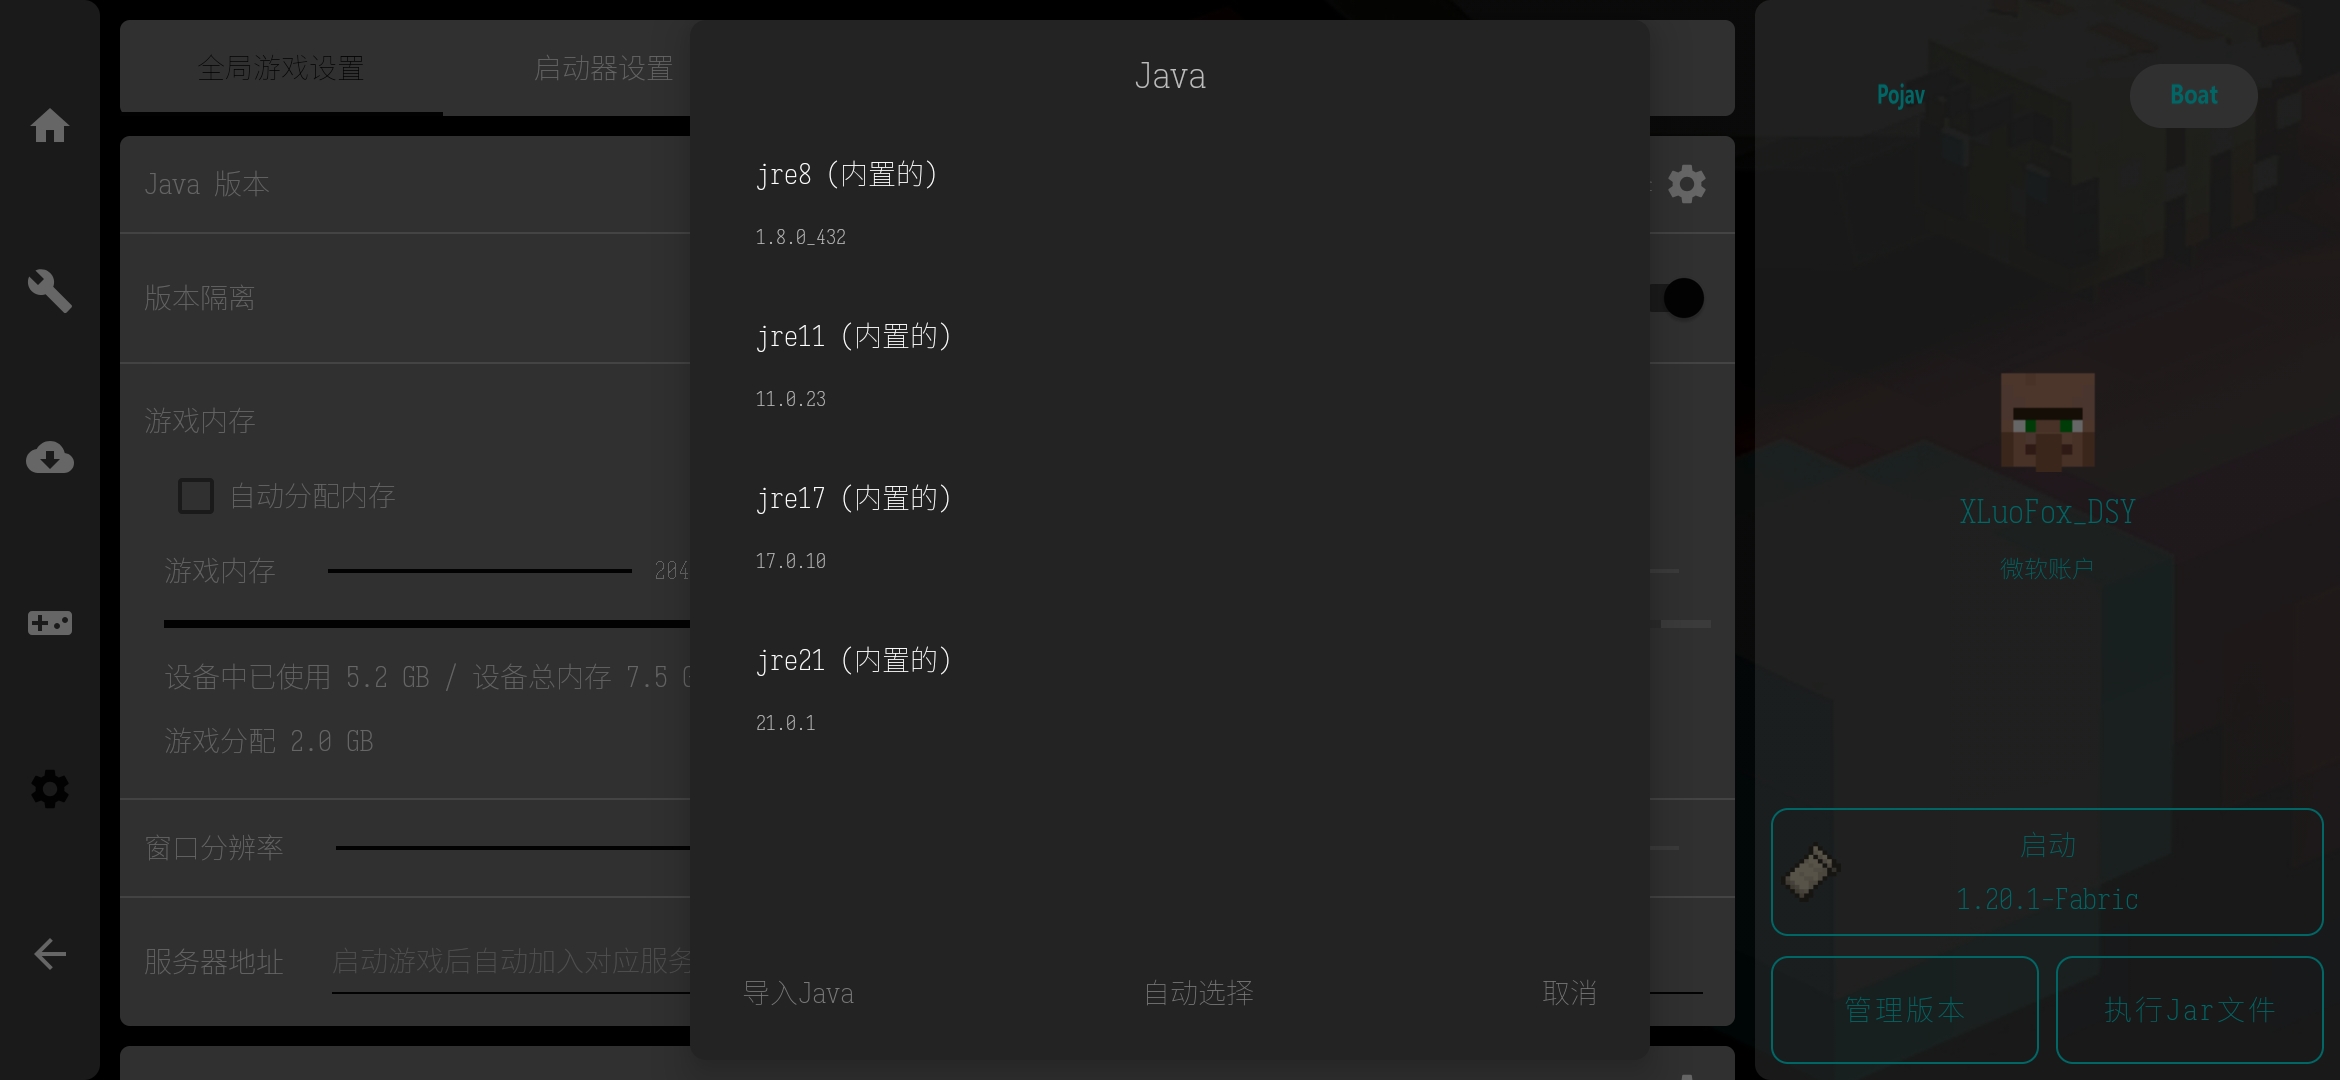 全局游戏设置
启动器设置
Java 版本
版本隔离
游戏内存
自动分配内存
游戏内存
204
设备中已使用 5.2 GB / 设备总内存 7.5
游戏分配 2.0 GB
窗口分辨率
服务器地址
启动游戏后自动加入对应服务
Java
jre8 (内置的)
1.8.0_432
jre11 (内置的)
11.0.23
jre17 (内置的)
17.0.10
jre21 (内置的)
21.0.1
导入Java
自动选择
取消
Pojav
Boat
XLuoFox_DSY
微软账户
启动
1.20.1-Fabric
管理版本
执行Jar文件